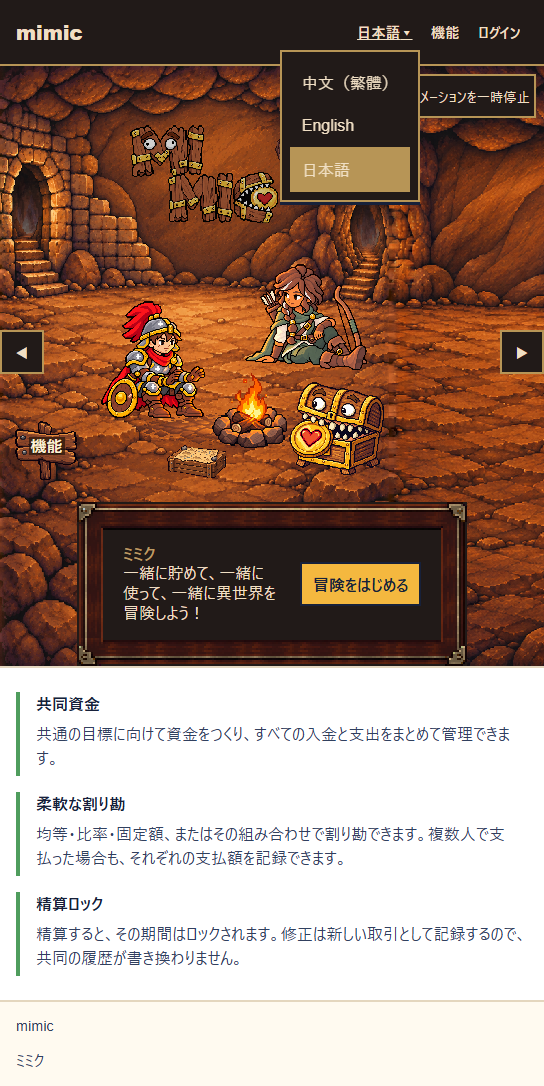 mimic
日本語▼ 機能 ログイン
中文（繁體）
English
日本語
メーションを一時停止
MIMIC
◀
▶
機能
ミミク
一緒に貯めて、一緒に
使って、一緒に異世界を
冒険しよう！
冒険をはじめる
共同資金
共通の目標に向けて資金をつくり、すべての入金と支出をまとめて管理できま
す。
柔軟な割り勘
均等・比率・固定額、またはその組み合わせで割り勘できます。複数人で支
払った場合も、それぞれの支払額を記録できます。
精算ロック
精算すると、その期間はロックされます。修正は新しい取引として記録するので、
共同の履歴が書き換わりません。
mimic
ミミク